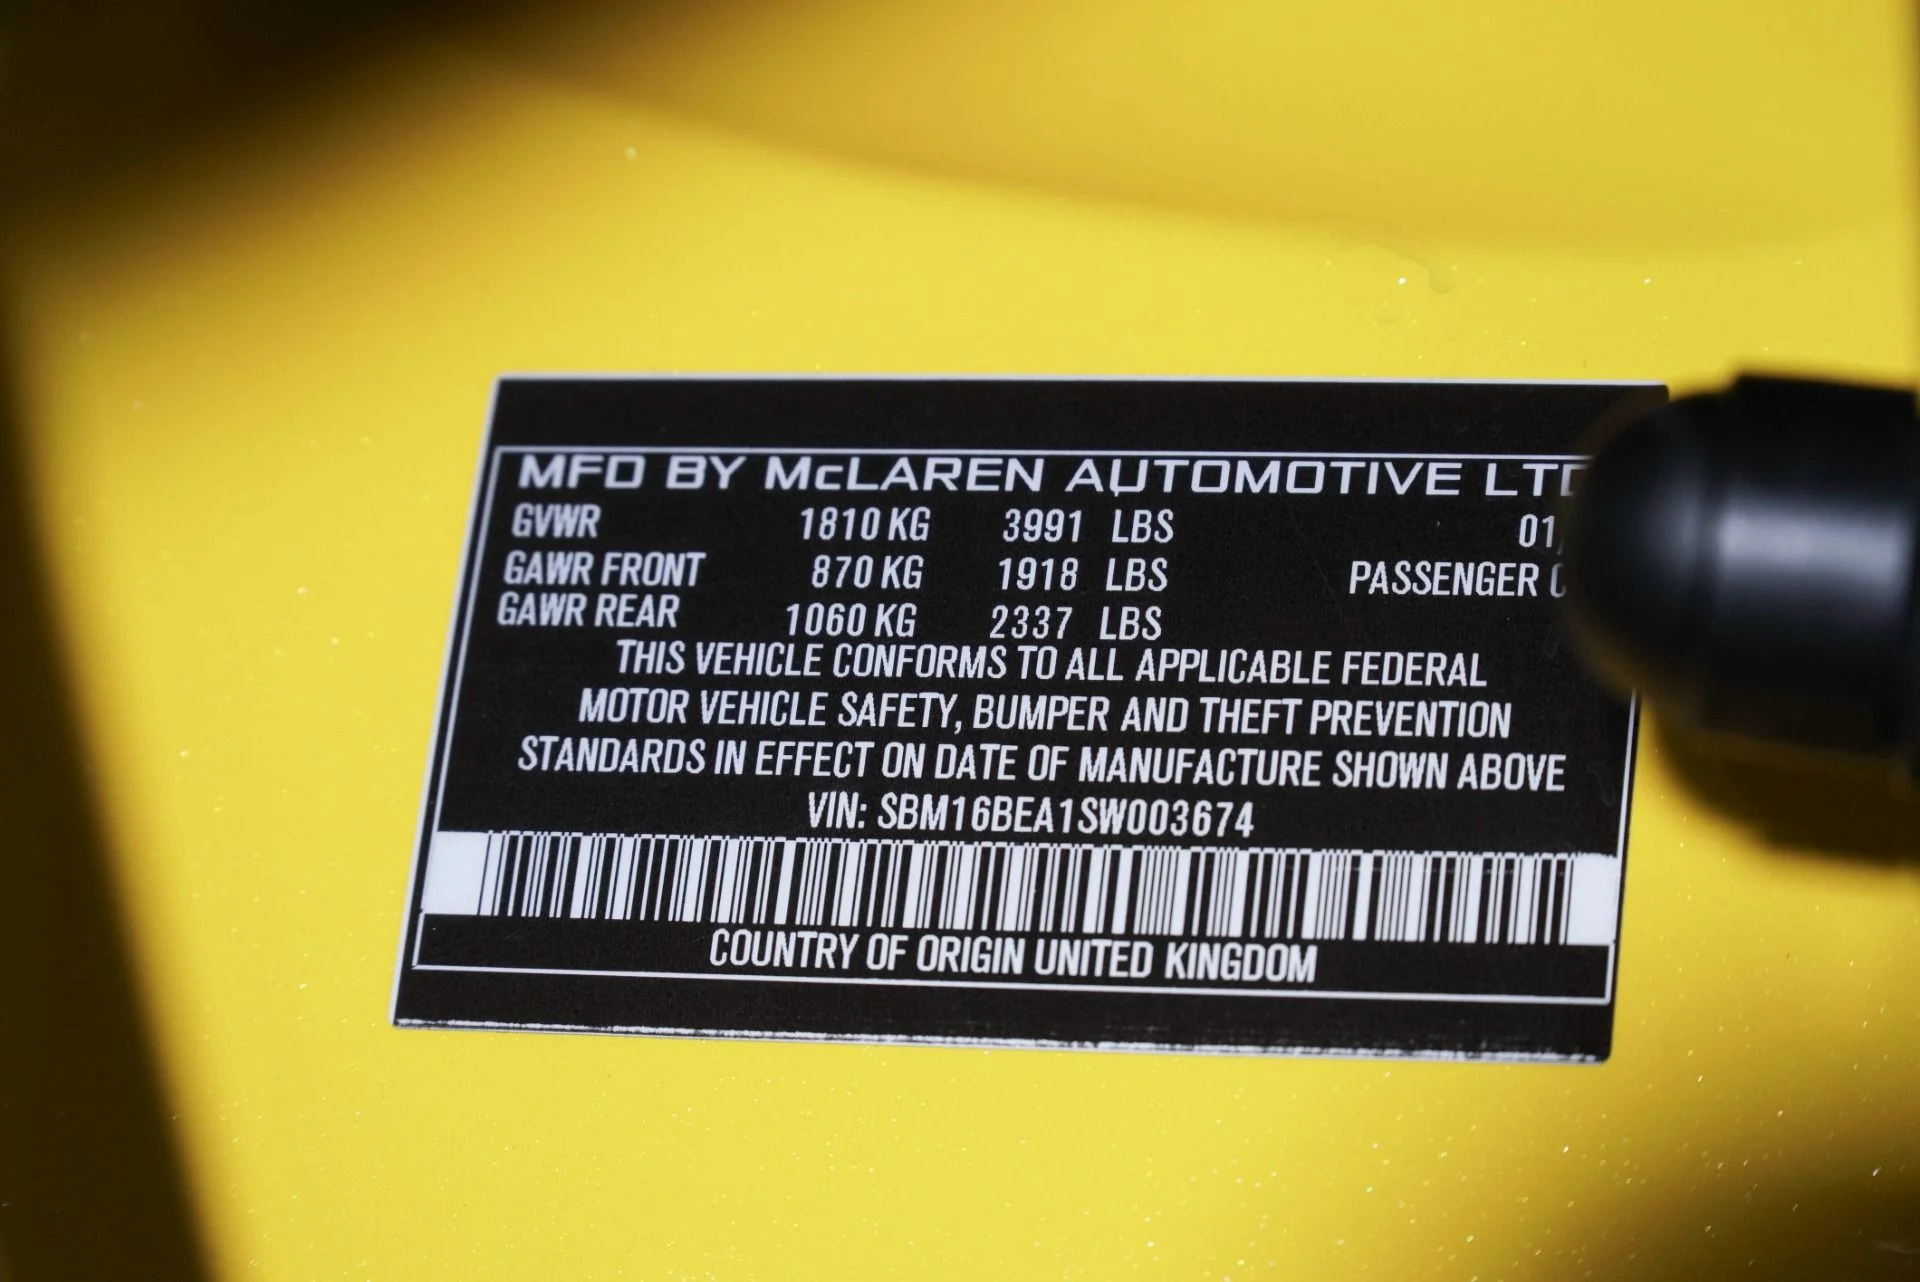 MFD BY McLAREN AUTOMOTIVE LTD
GVWR 1810 KG 3991 LBS 01/
GAWR FRONT 870 KG 1918 LBS PASSENGER
GAWR REAR 1060 KG 2337 LBS
THIS VEHICLE CONFORMS TO ALL APPLICABLE FEDERAL
MOTOR VEHICLE SAFETY, BUMPER AND THEFT PREVENTION
STANDARDS IN EFFECT ON DATE OF MANUFACTURE SHOWN ABOVE
VIN: SBM16BEA1SW003674
COUNTRY OF ORIGIN UNITED KINGDOM